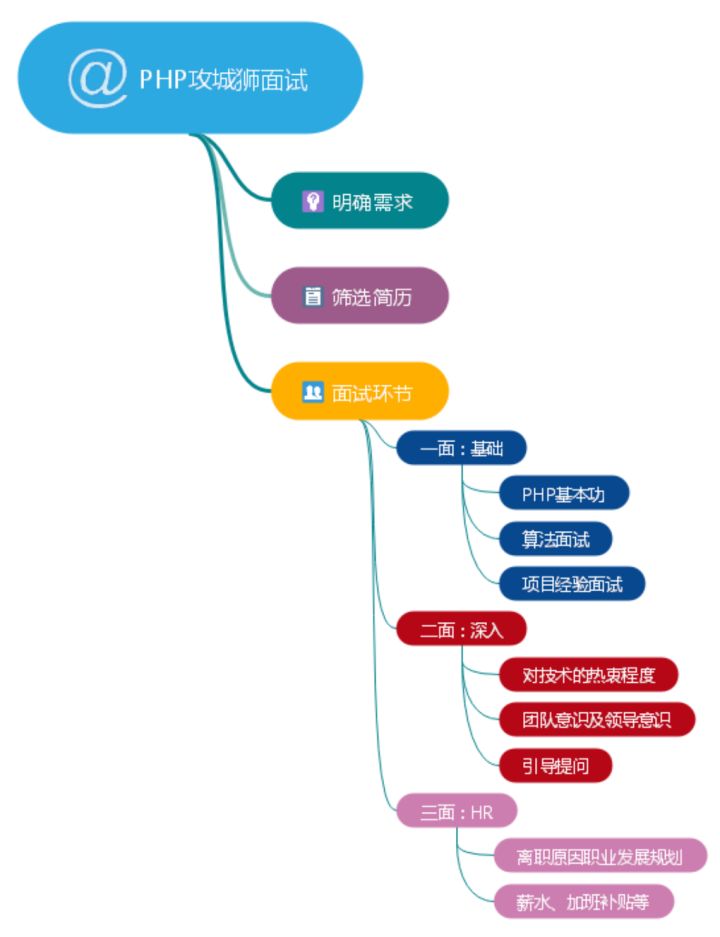 @ PHP攻城狮面试
明确需求
筛选简历
面试环节
一面：基础
PHP基本功
算法面试
项目经验面试
二面：深入
对技术的热衷程度
团队意识及领导意识
引导提问
三面：HR
离职原因职业发展规划
薪水、加班补贴等